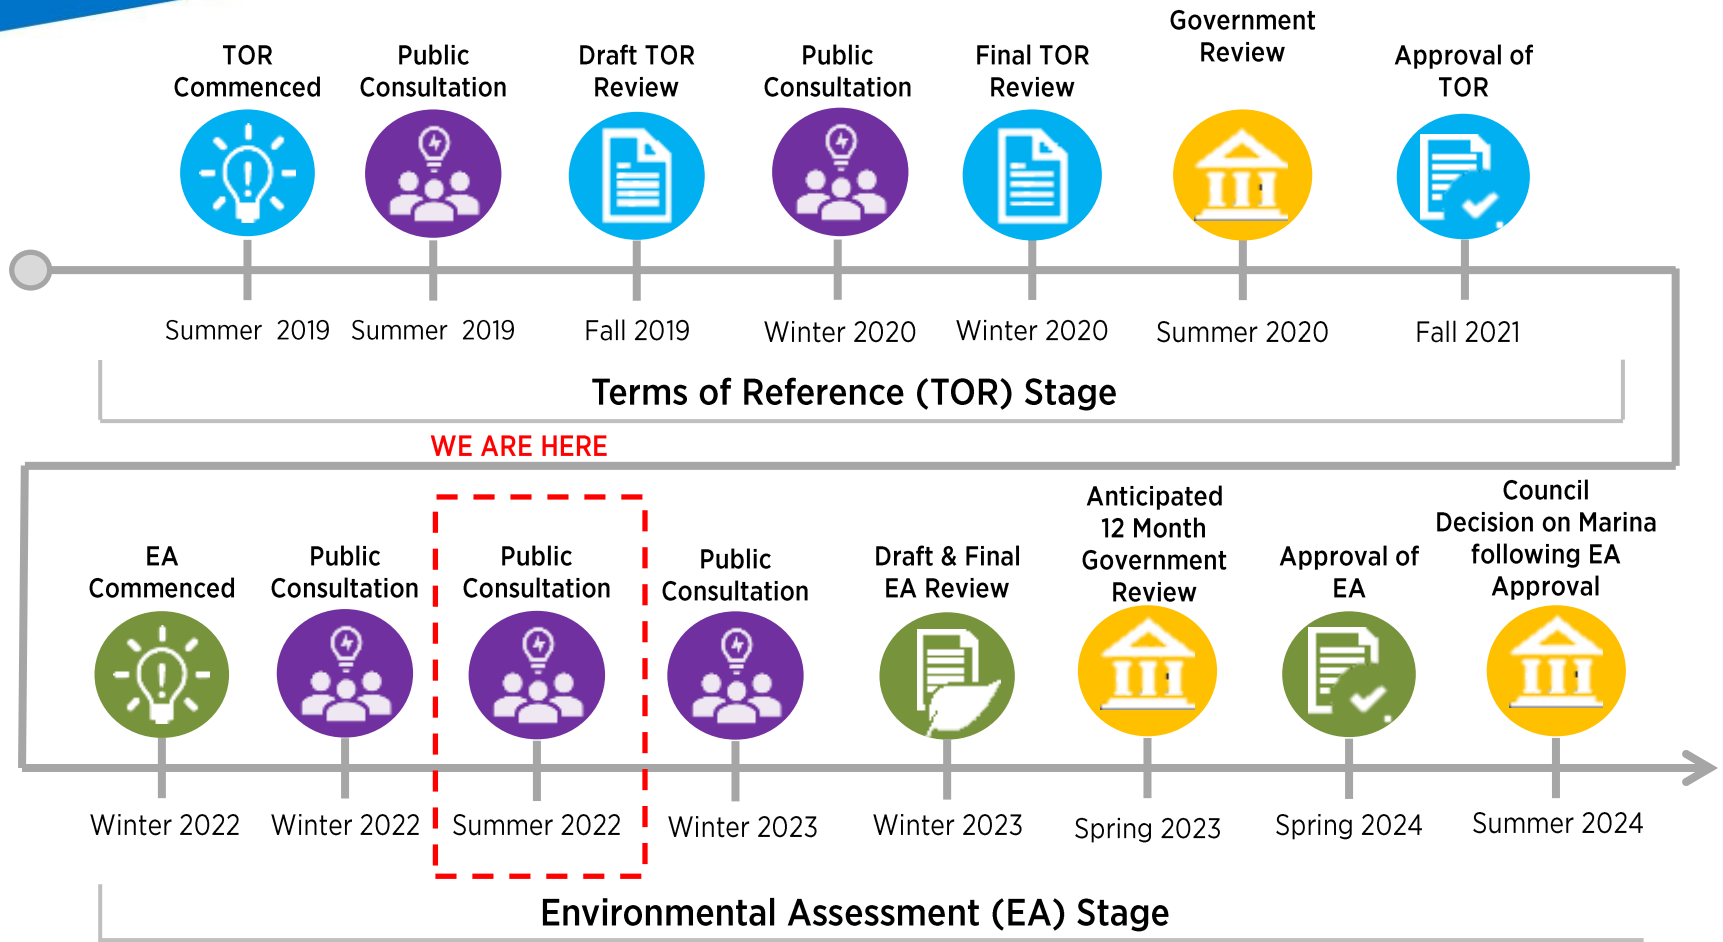 TOR
Commenced
Public
Consultation
Draft TOR
Review
Public
Consultation
Final TOR
Review
Government
Review
Approval of
TOR
Summer 2019
Summer 2019
Fall 2019
Winter 2020
Winter 2020
Summer 2020
Fall 2021
Terms of Reference (TOR) Stage
WE ARE HERE
EA
Commenced
Public
Consultation
Public
Consultation
Public
Consultation
Draft & Final
EA Review
Anticipated
12 Month
Government
Review
Approval of
EA
Council
Decision on Marina
following EA
Approval
Winter 2022
Winter 2022
Summer 2022
Winter 2023
Winter 2023
Spring 2023
Spring 2024
Summer 2024
Environmental Assessment (EA) Stage